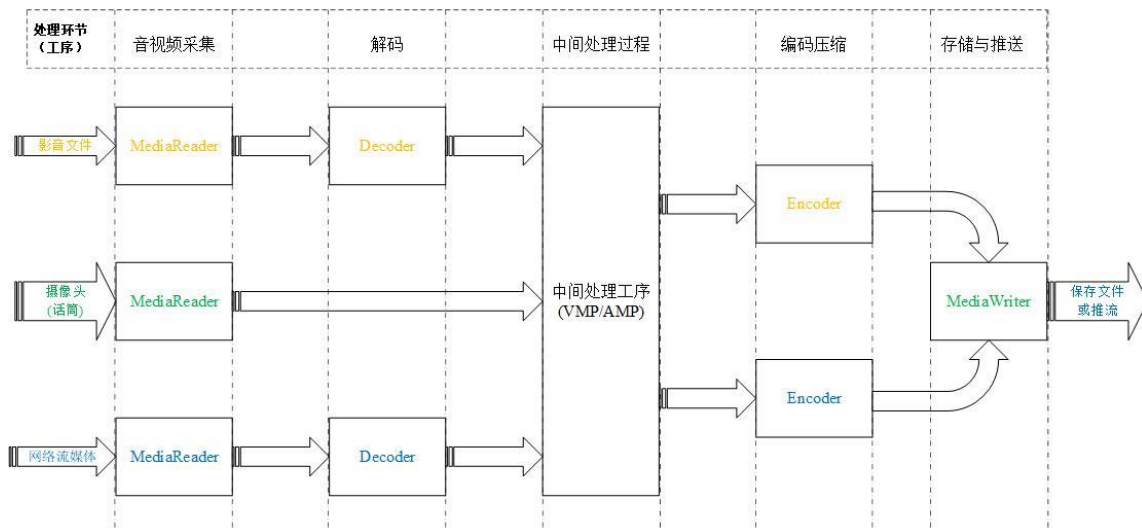 处理环节
（工序）
音视频采集
解码
中间处理过程
编码压缩
存储与推送
影音文件
MediaReader
Decoder
Encoder
摄像头
(话筒)
MediaReader
中间处理工序
(VMP/AMP)
MediaWriter
保存文件
或推流
Encoder
网络流媒体
MediaReader
Decoder